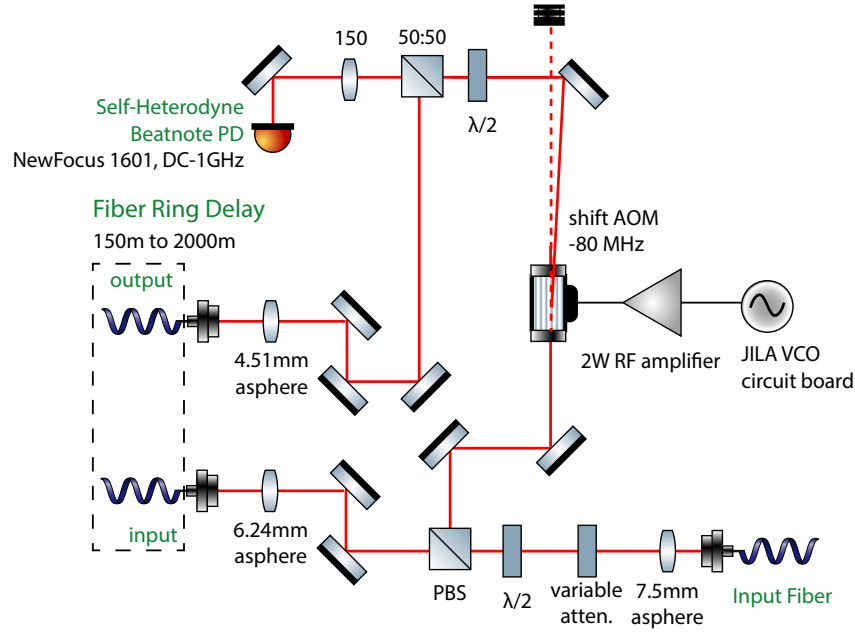 150
50:50
λ/2
Self-Heterodyne
Beatnote PD
NewFocus 1601, DC-1GHz
Fiber Ring Delay
150m to 2000m
output
4.51mm
asphere
shift AOM
-80 MHz
2W RF amplifier
JILA VCO
circuit board
input
6.24mm
asphere
PBS
λ/2
variable
atten.
7.5mm
asphere
Input Fiber